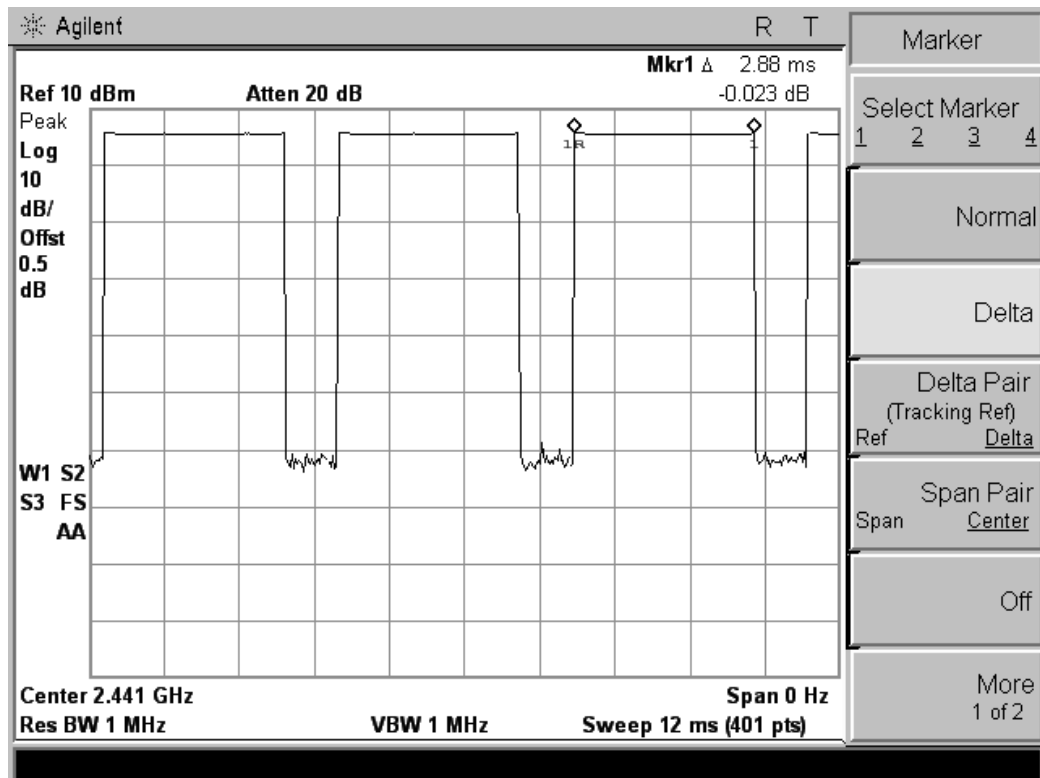 Agilent R T
Mkr1 Δ 2.88 ms
Ref 10 dBm Atten 20 dB -0.023 dB
Peak
Log
10
dB/
Offst
0.5
dB
1R 1
W1 S2
S3 FS
AA
Center 2.441 GHz Span 0 Hz
Res BW 1 MHz VBW 1 MHz Sweep 12 ms (401 pts)
Marker
Select Marker
1 2 3 4
Normal
Delta
Delta Pair
(Tracking Ref)
Ref Delta
Span Pair
Span Center
Off
More
1 of 2